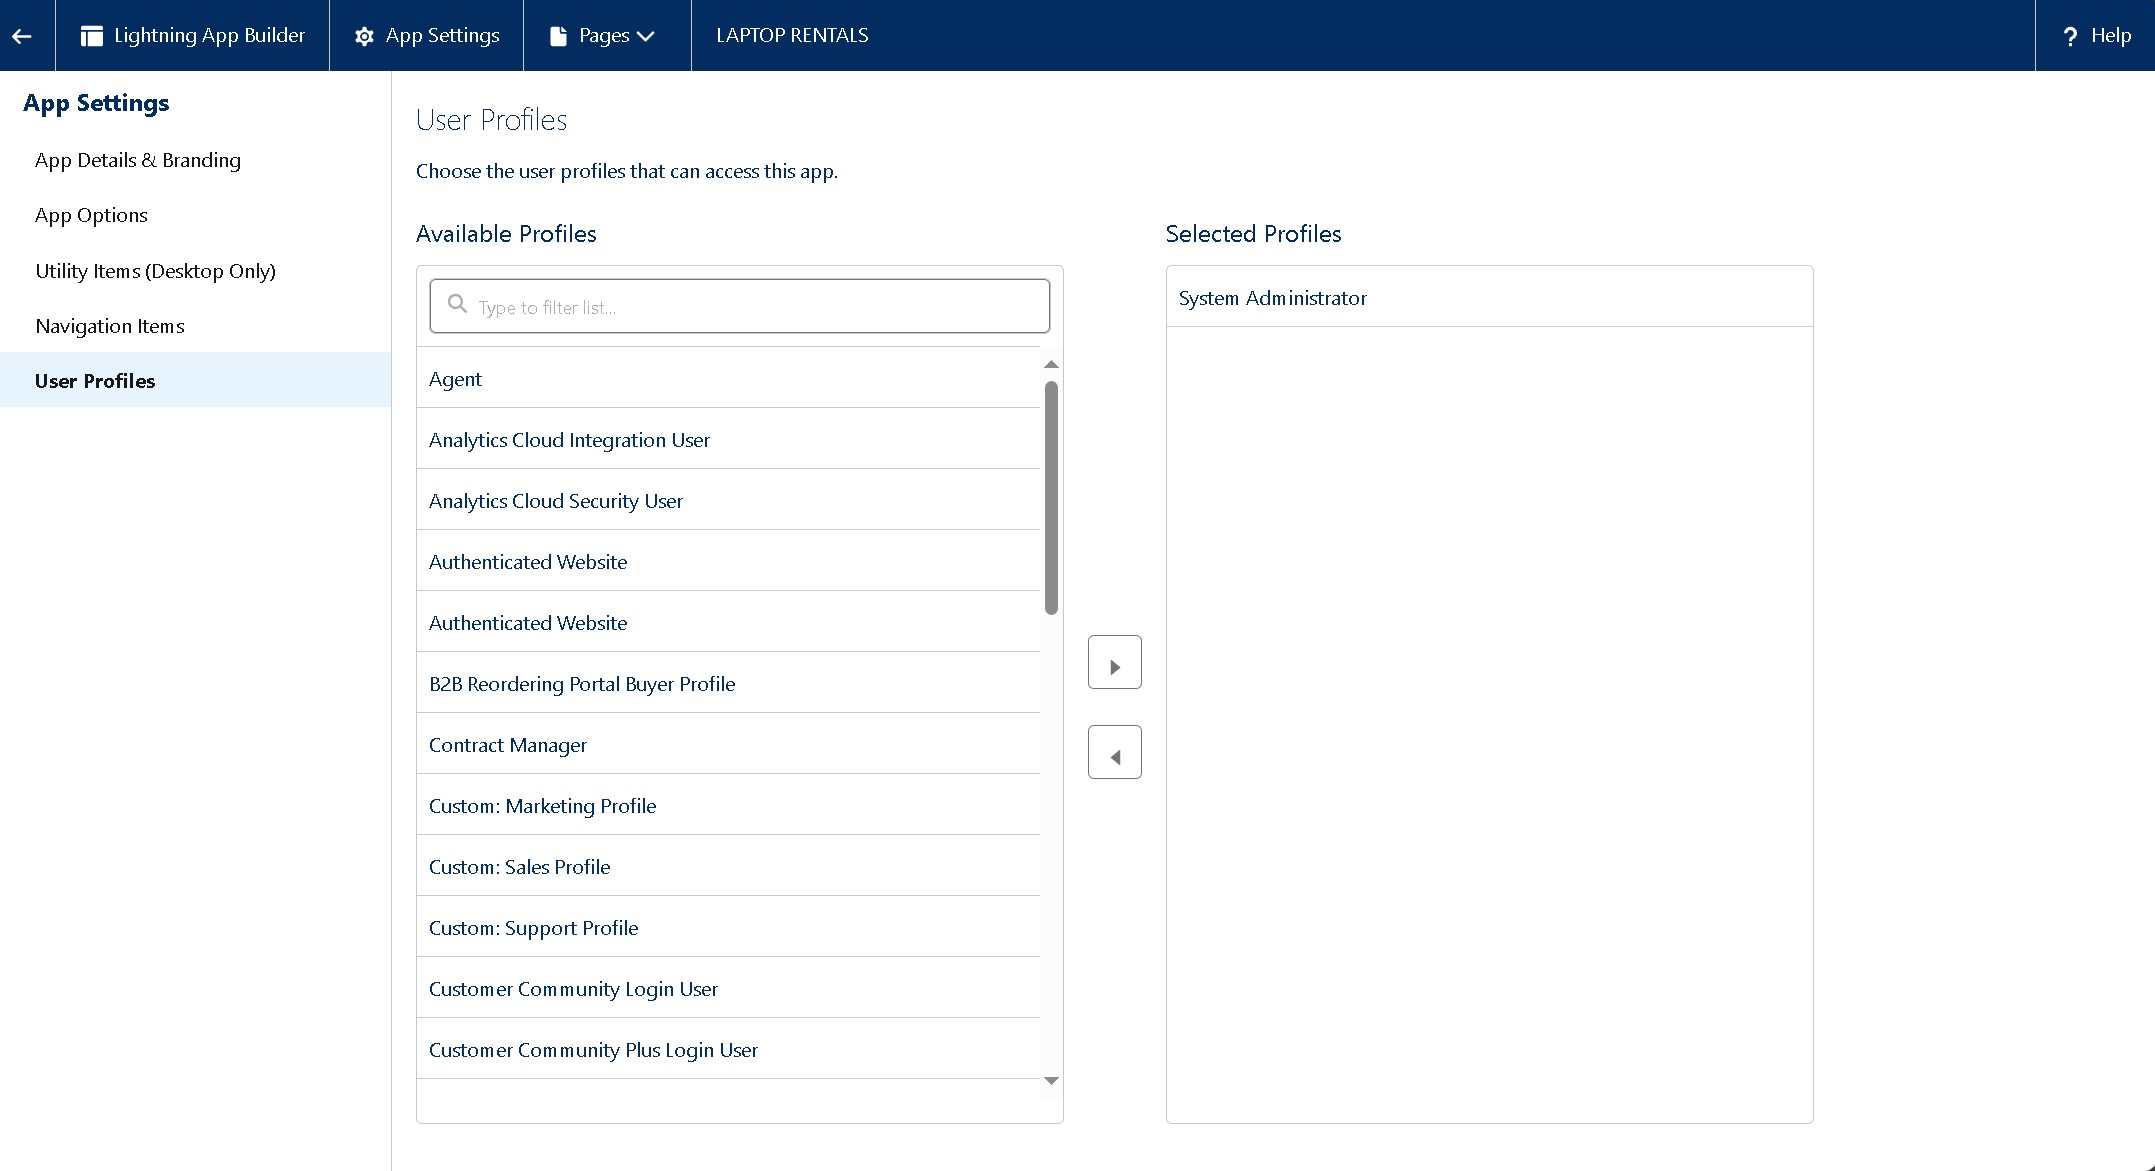 Lightning App Builder
App Settings
Pages
LAPTOP RENTALS
? Help
App Settings
App Details & Branding
App Options
Utility Items (Desktop Only)
Navigation Items
User Profiles
User Profiles
Choose the user profiles that can access this app.
Available Profiles
Type to filter list...
Agent
Analytics Cloud Integration User
Analytics Cloud Security User
Authenticated Website
Authenticated Website
B2B Reordering Portal Buyer Profile
Contract Manager
Custom: Marketing Profile
Custom: Sales Profile
Custom: Support Profile
Customer Community Login User
Customer Community Plus Login User
Selected Profiles
System Administrator